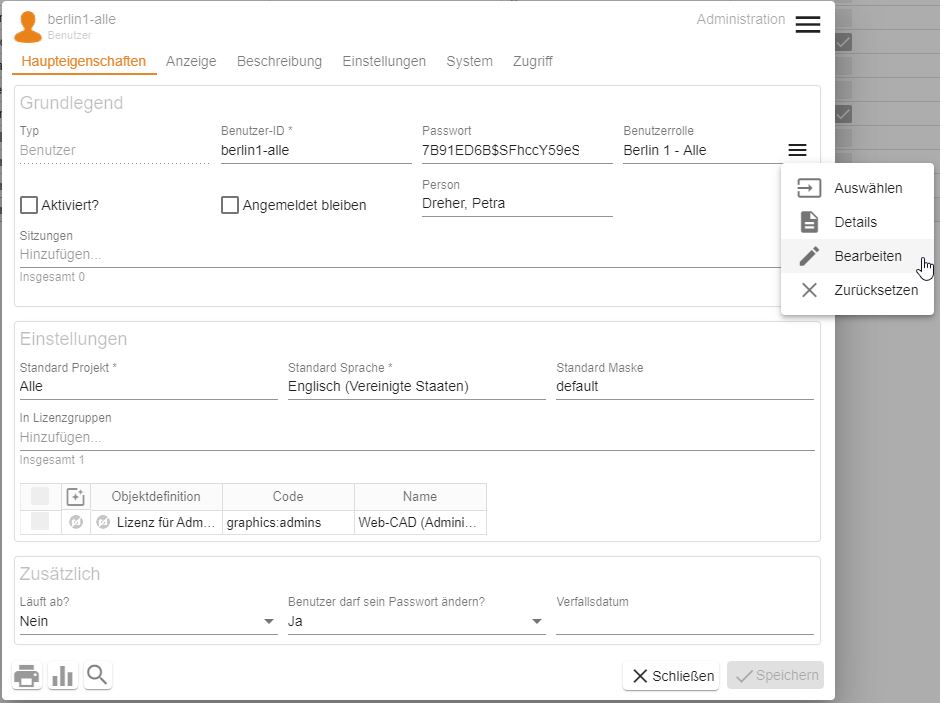 berlin1-alle
Benutzer
Administration
Haupteigenschaften Anzeige Beschreibung Einstellungen System Zugriff
Grundlegend
Typ Benutzer-ID * Passwort Benutzerrolle
Benutzer berlin1-alle 7B91ED6B$SFhccY59eS Berlin 1 - Alle
Auswählen
Person
Aktiviert? Angemeldet bleiben Dreher, Petra
Details
Sitzungen
Hinzufügen...
Bearbeiten
Insgesamt 0
Zurücksetzen
Einstellungen
Standard Projekt * Standard Sprache * Standard Maske
Alle Englisch (Vereinigte Staaten) default
In Lizenzgruppen
Hinzufügen...
Insgesamt 1
Objektdefinition Code Name
Lizenz für Adm... graphics:admins Web-CAD (Admini...
Zusätzlich
Läuft ab? Benutzer darf sein Passwort ändern? Verfallsdatum
Nein Ja
Schließen Speichern